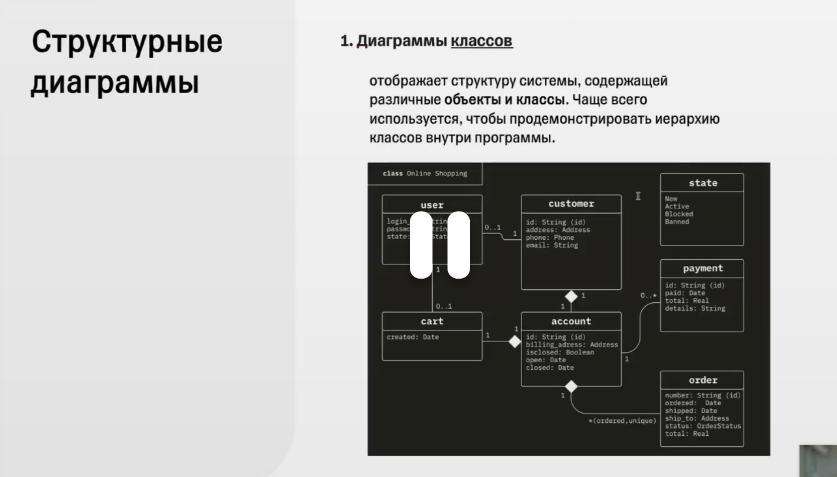 Структурные
диаграммы
1. Диаграммы классов
отображает структуру системы, содержащей
различные объекты и классы. Чаще всего
используется, чтобы продемонстрировать иерархию
классов внутри программы.
class Online Shopping
user
0..1
1
1
0..1
customer
id: String (id)
address: Address
phone: Phone
email: String
1
1
state
New
Active
Blocked
Banned
payment
id: String (id)
paid: Date
total: Real
details: String
0..*
1
cart
created: Date
1
1
account
id: String (id)
billing_adress: Address
isclosed: Boolean
open: Date
closed: Date
1
*(ordered,unique)
order
number: String (id)
ordered: Date
shipped: Date
ship_to: Address
status: OrderStatus
total: Real